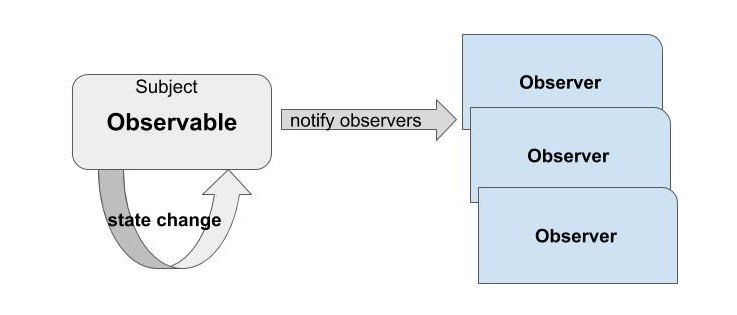 Subject
Observable
state change
notify observers
Observer
Observer
Observer